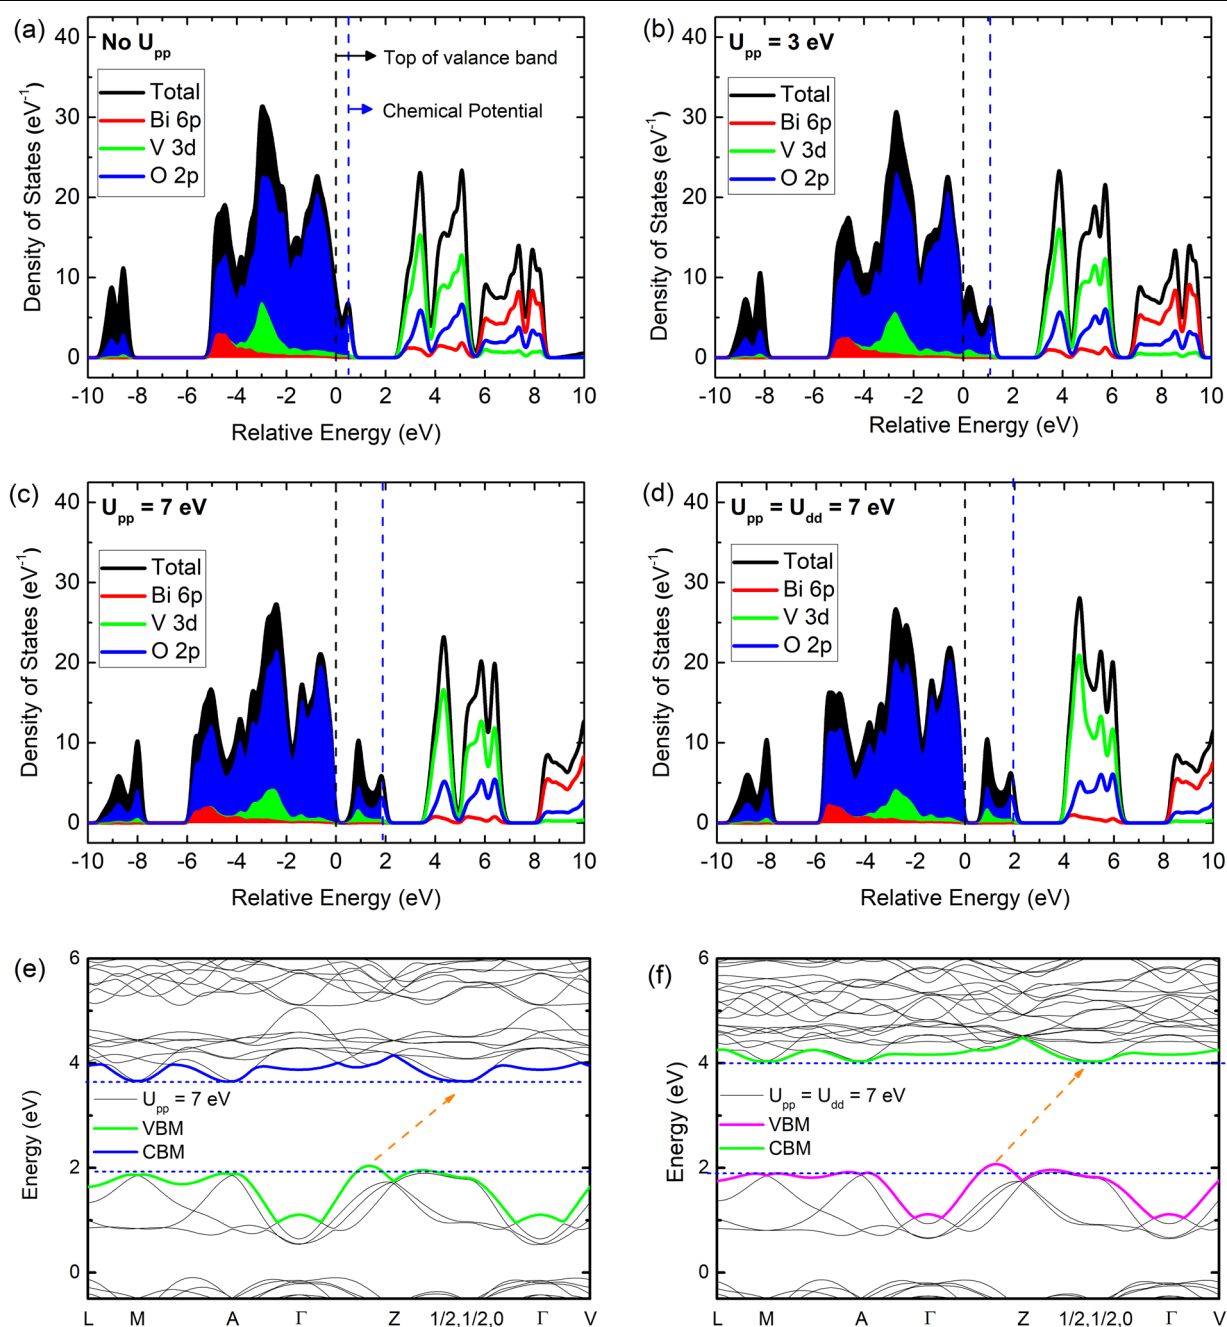 (a)
No Upp
Top of valance band
Chemical Potential
Total
Bi 6p
V 3d
O 2p
Density of States (eV-1)
40
30
20
10
0
-10 -8 -6 -4 -2 0 2 4 6 8 10
Relative Energy (eV)
(b)
Upp = 3 eV
Total
Bi 6p
V 3d
O 2p
Density of States (eV-1)
40
30
20
10
0
-10 -8 -6 -4 -2 0 2 4 6 8 10
Relative Energy (eV)
(c)
Upp = 7 eV
Total
Bi 6p
V 3d
O 2p
Density of States (eV-1)
40
30
20
10
0
-10 -8 -6 -4 -2 0 2 4 6 8 10
Relative Energy (eV)
(d)
Upp = Udd = 7 eV
Total
Bi 6p
V 3d
O 2p
Density of States (eV-1)
40
30
20
10
0
-10 -8 -6 -4 -2 0 2 4 6 8 10
Relative Energy (eV)
(e)
Upp = 7 eV
VBM
CBM
Energy (eV)
6
4
2
0
L M A Γ Z 1/2,1/2,0 Γ V
(f)
Upp = Udd = 7 eV
VBM
CBM
Energy (eV)
6
4
2
0
L M A Γ Z 1/2,1/2,0 Γ V